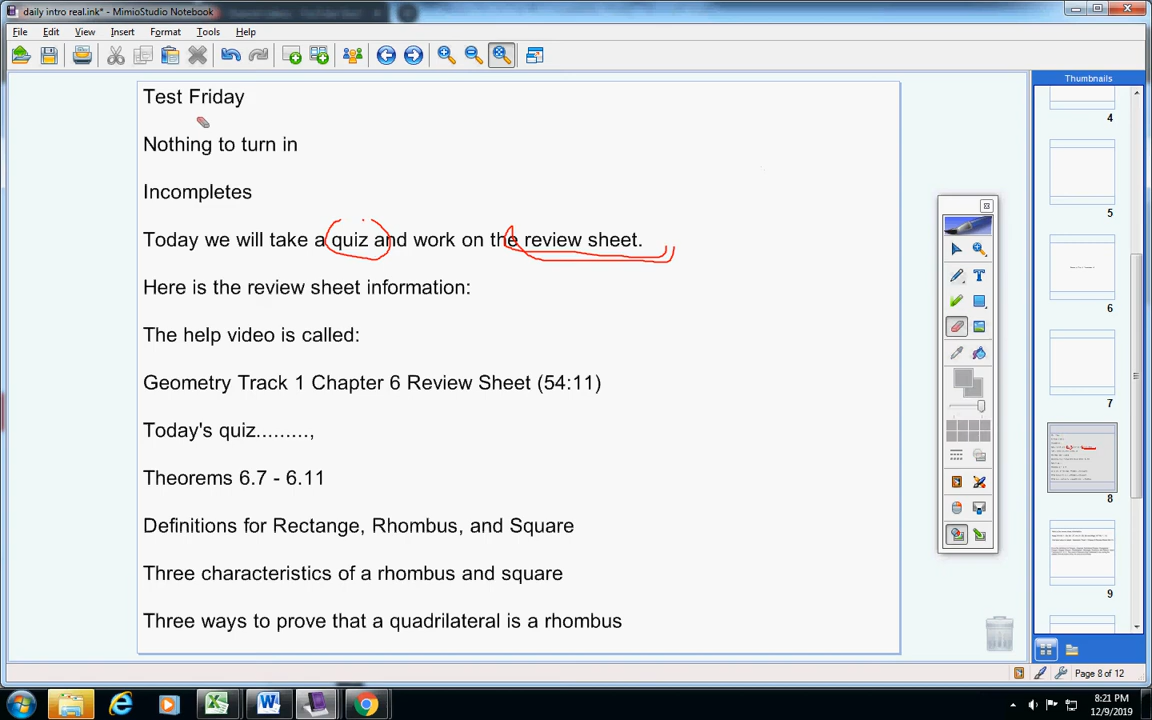 daily intro real.ink* - MimioStudio Notebook
File Edit View Insert Format Tools Help
Test Friday
Nothing to turn in
Incompletes
Today we will take a quiz and work on the review sheet.
Here is the review sheet information:
The help video is called:
Geometry Track 1 Chapter 6 Review Sheet (54:11)
Today's quiz.........,
Theorems 6.7 - 6.11
Definitions for Rectange, Rhombus, and Square
Three characteristics of a rhombus and square
Three ways to prove that a quadrilateral is a rhombus
Thumbnails
4
5
6
7
8
9
Page 8 of 12
8:21 PM
12/9/2019